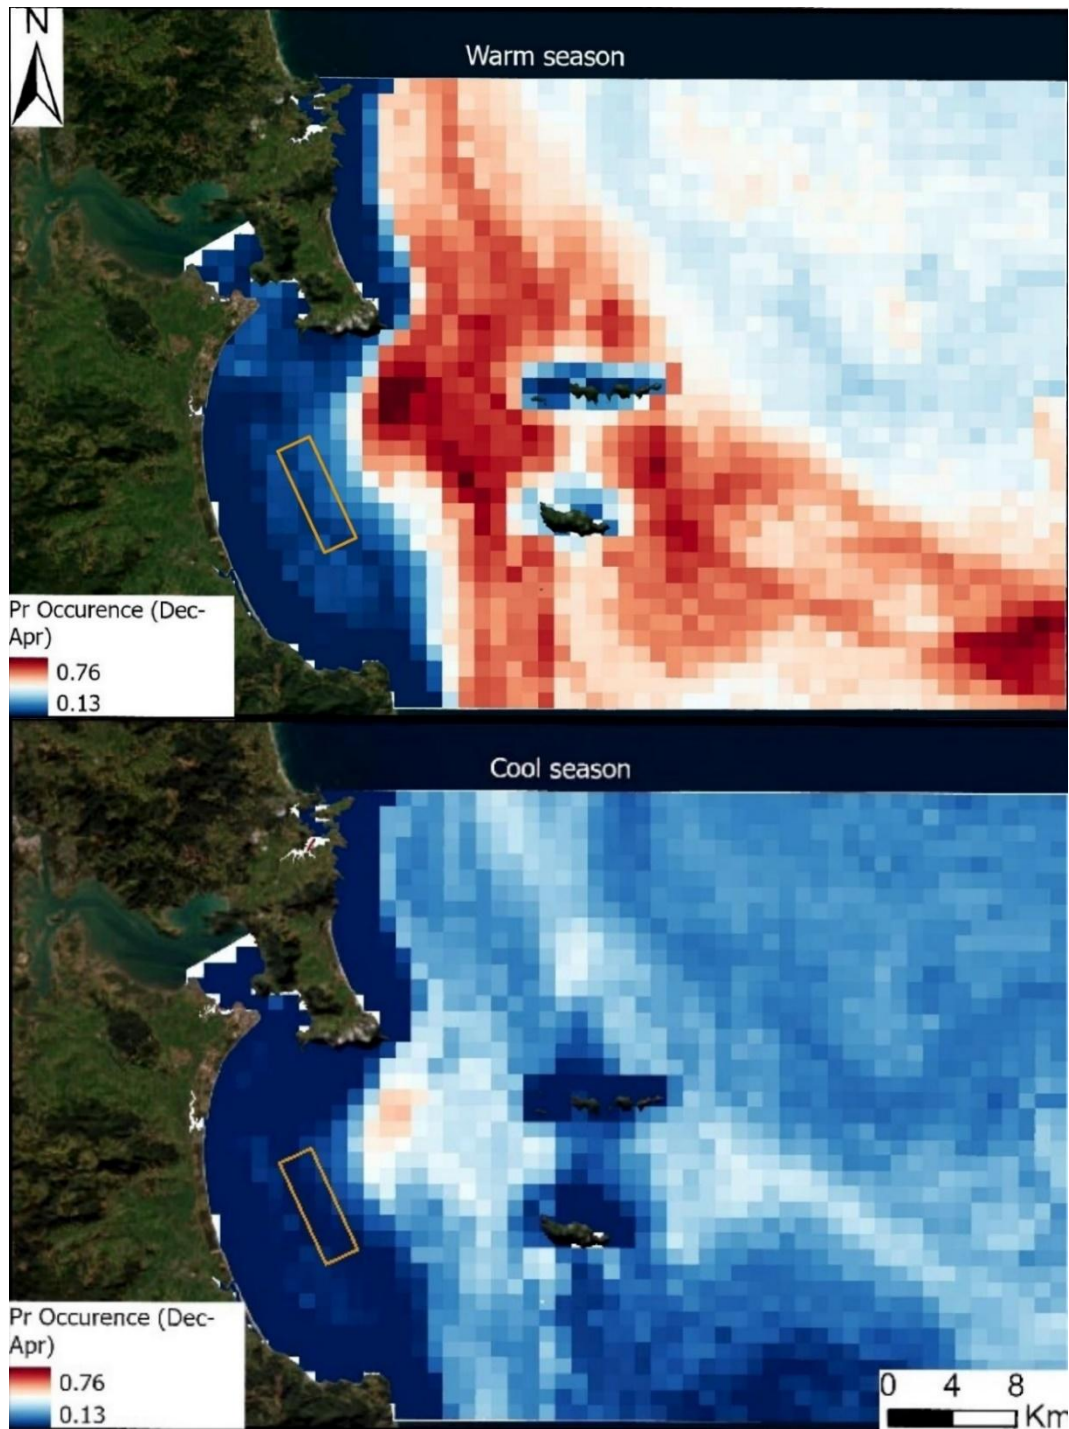 N
Warm season
Pr Occurence (Dec-
Apr)
0.76
0.13
Cool season
Pr Occurence (Dec-
Apr)
0.76
0.13
0 4 8
Km